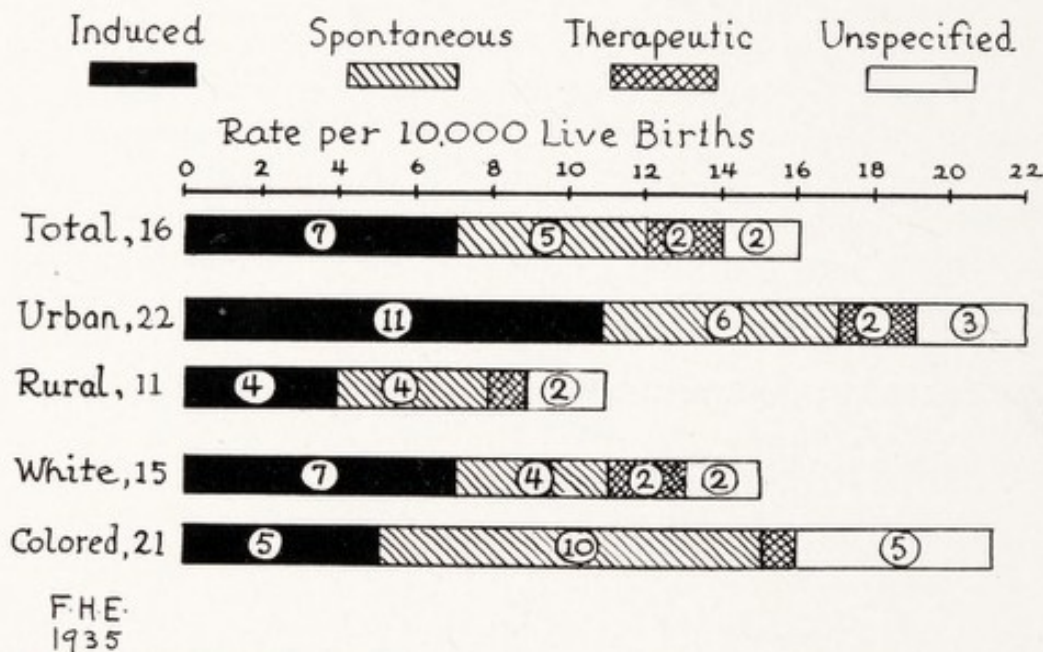 Induced Spontaneous Therapeutic Unspecified
Rate per 10,000 Live Births
0 2 4 6 8 10 12 14 16 18 20 22
Total, 16 7 5 2 2
Urban, 22 11 6 2 3
Rural, 11 4 4 2
White, 15 7 4 2 2
Colored, 21 5 10 5
F.H.E.
1935